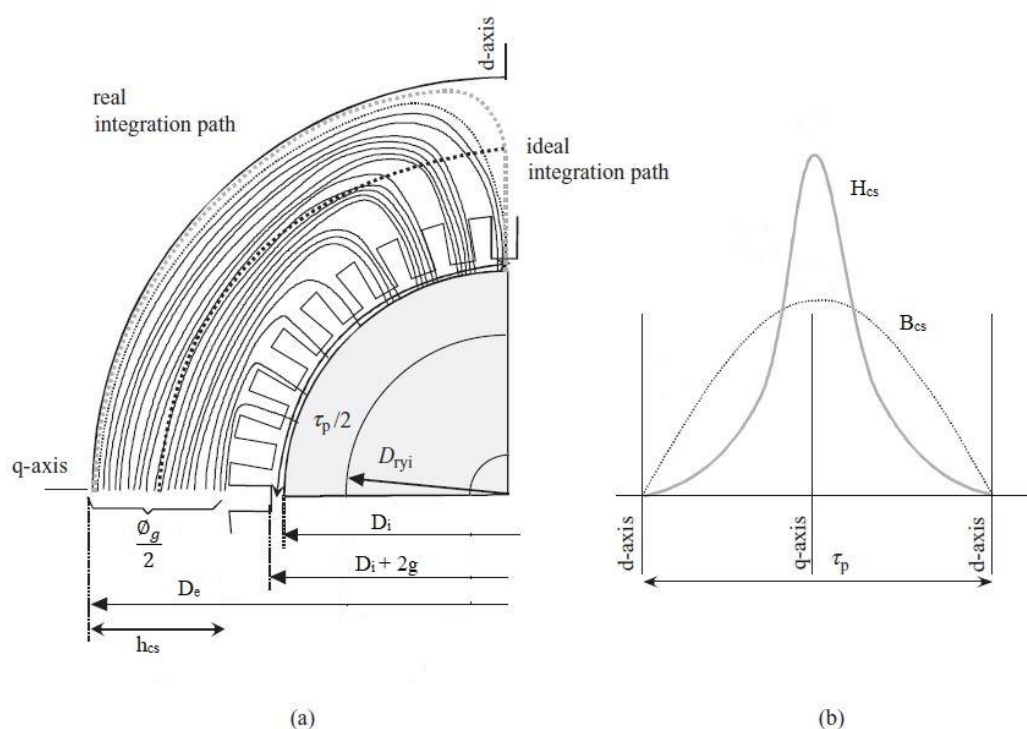 d-axis
real
integration path
ideal
integration path
q-axis
τp/2
Dryi
Øg
2
Di
Di + 2g
De
hcs
(a)
Hcs
Bcs
d-axis
q-axis
d-axis
τp
(b)